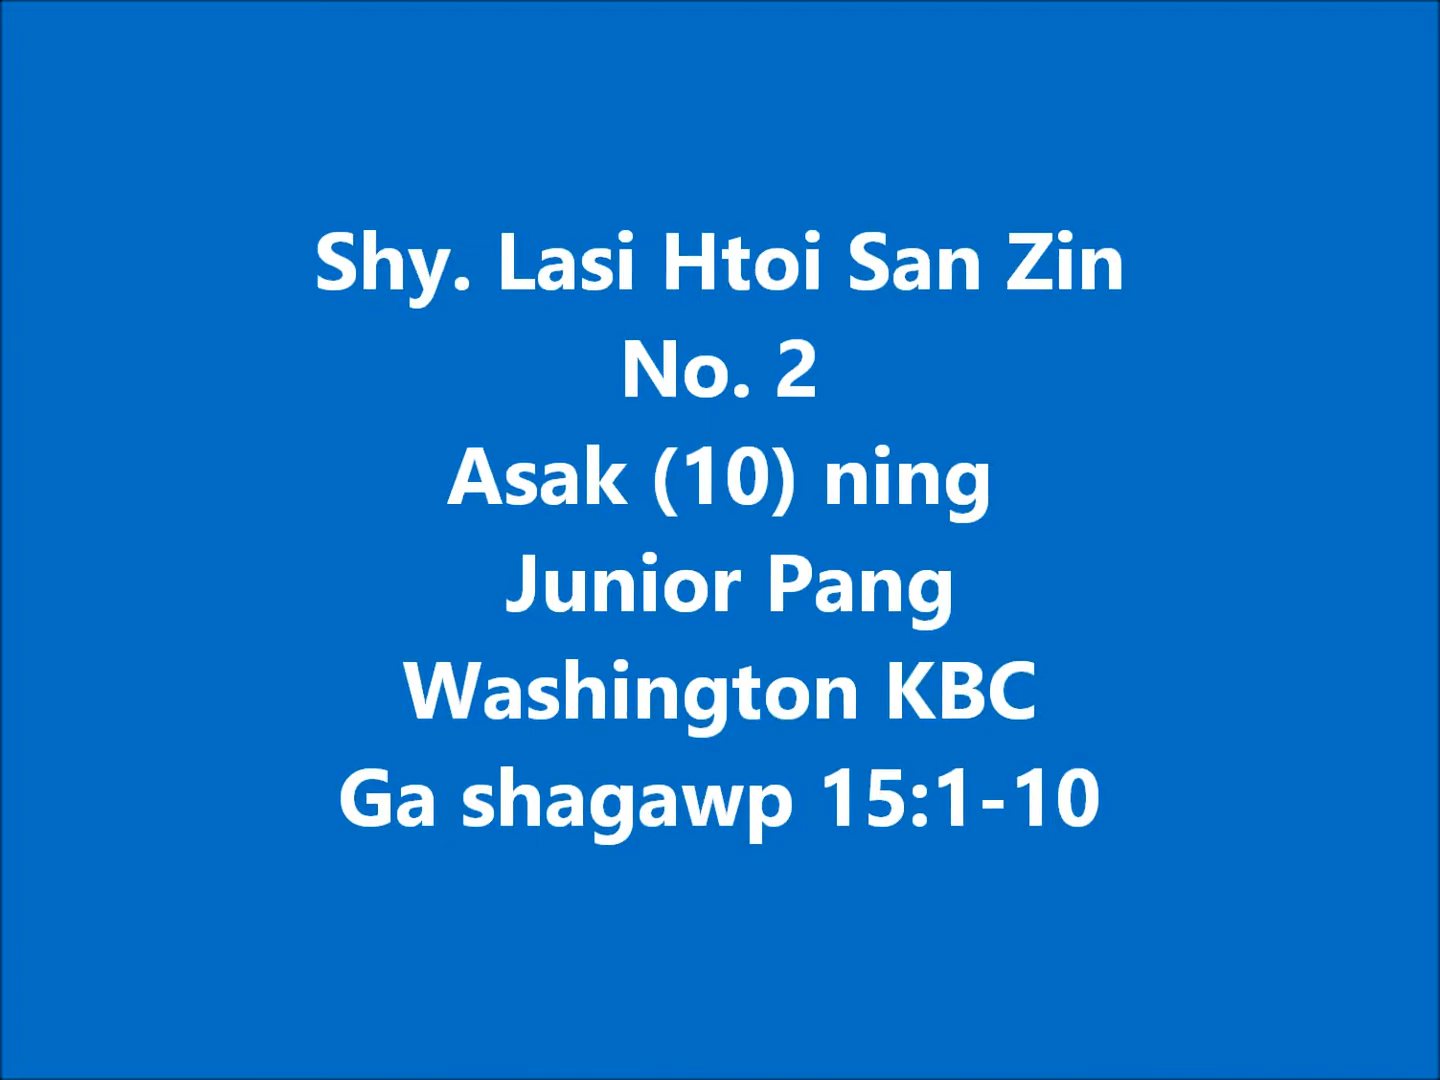 Shy. Lasi Htoi San Zin
No. 2
Asak (10) ning
Junior Pang
Washington KBC
Ga shagawp 15:1-10